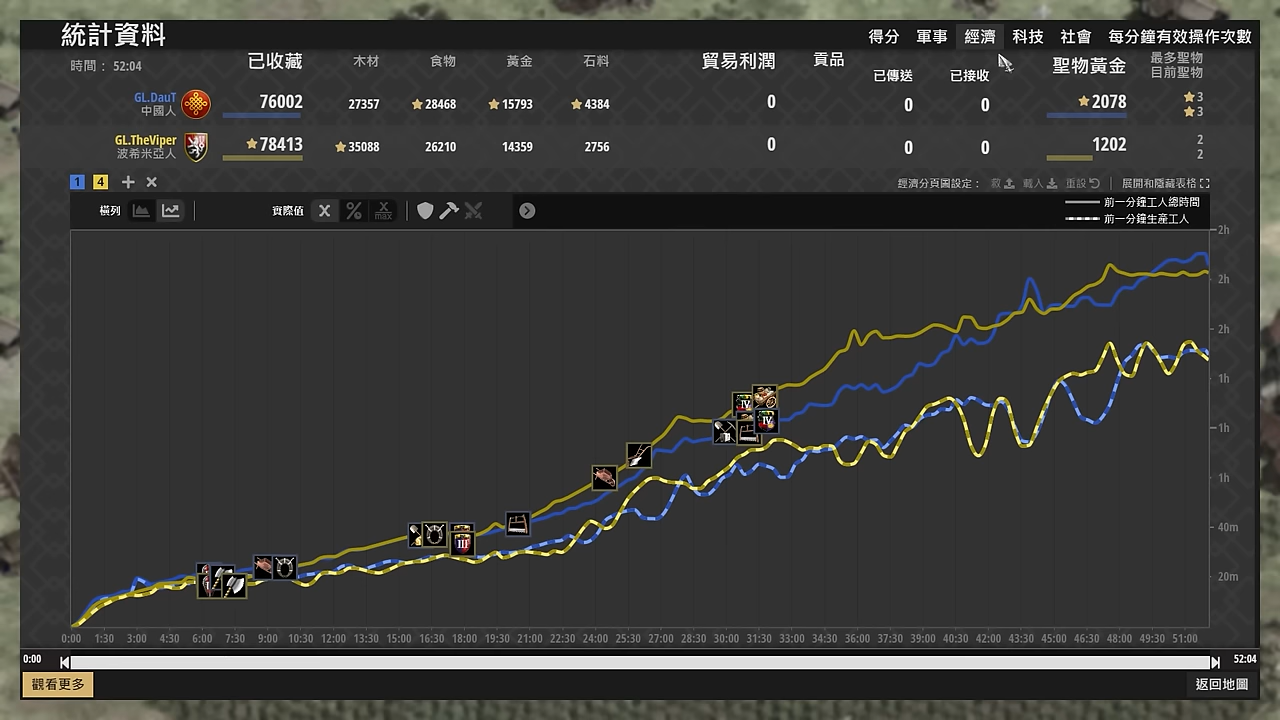 統計資料
得分 軍事 經濟 科技 社會 每分鐘有效操作次數
時間： 52:04
已收藏 木材 食物 黃金 石料 貿易利潤 貢品 已傳送 已接收 聖物黃金 最多聖物 目前聖物
GL.DauT
中國人
76002 27357 28468 15793 4384 0 0 0 2078 3 3
GL.TheViper
波希米亞人
78413 35088 26210 14359 2756 0 0 0 1202 2 2
1 4
經濟分頁圖設定： 載入 重設 展開和隱藏表格
橫列 實際值 X % X max
前一分鐘工人總時間
前一分鐘生產工人
2h
2h
2h
1h
1h
1h
40m
20m
IV
IV
III
0:00 1:30 3:00 4:30 6:00 7:30 9:00 10:30 12:00 13:30 15:00 16:30 18:00 19:30 21:00 22:30 24:00 25:30 27:00 28:30 30:00 31:30 33:00 34:30 36:00 37:30 39:00 40:30 42:00 43:30 45:00 46:30 48:00 49:30 51:00
0:00 52:04
觀看更多 返回地圖